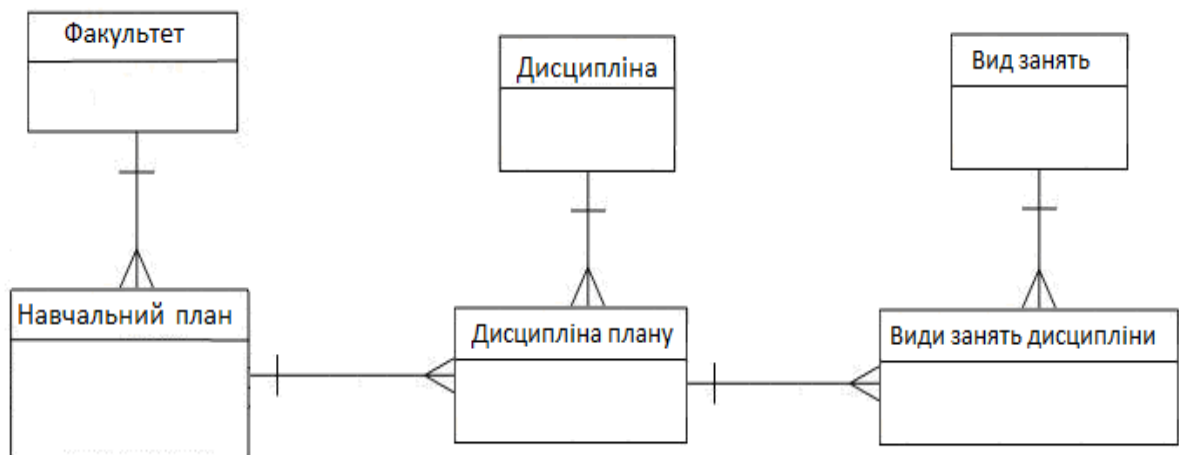 Факультет
Дисципліна
Вид занять
Навчальний план
Дисципліна плану
Види занять дисципліни